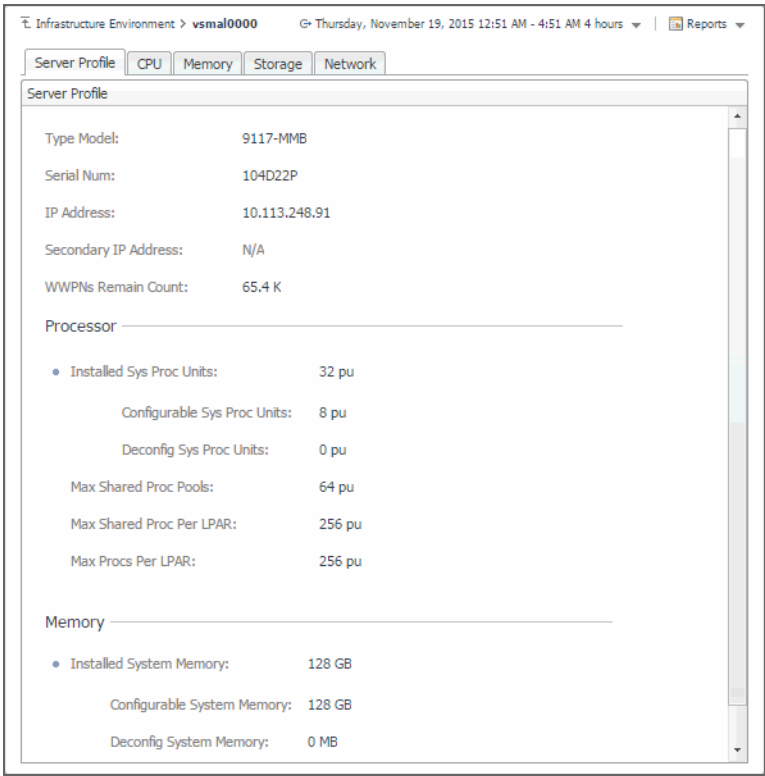 Infrastructure Environment > vsmal0000 Thursday, November 19, 2015 12:51 AM - 4:51 AM 4 hours | Reports
Server Profile CPU Memory Storage Network
Server Profile
Type Model: 9117-MMB
Serial Num: 104D22P
IP Address: 10.113.248.91
Secondary IP Address: N/A
WWPNs Remain Count: 65.4 K
Processor
Installed Sys Proc Units: 32 pu
Configurable Sys Proc Units: 8 pu
Deconfig Sys Proc Units: 0 pu
Max Shared Proc Pools: 64 pu
Max Shared Proc Per LPAR: 256 pu
Max Procs Per LPAR: 256 pu
Memory
Installed System Memory: 128 GB
Configurable System Memory: 128 GB
Deconfig System Memory: 0 MB